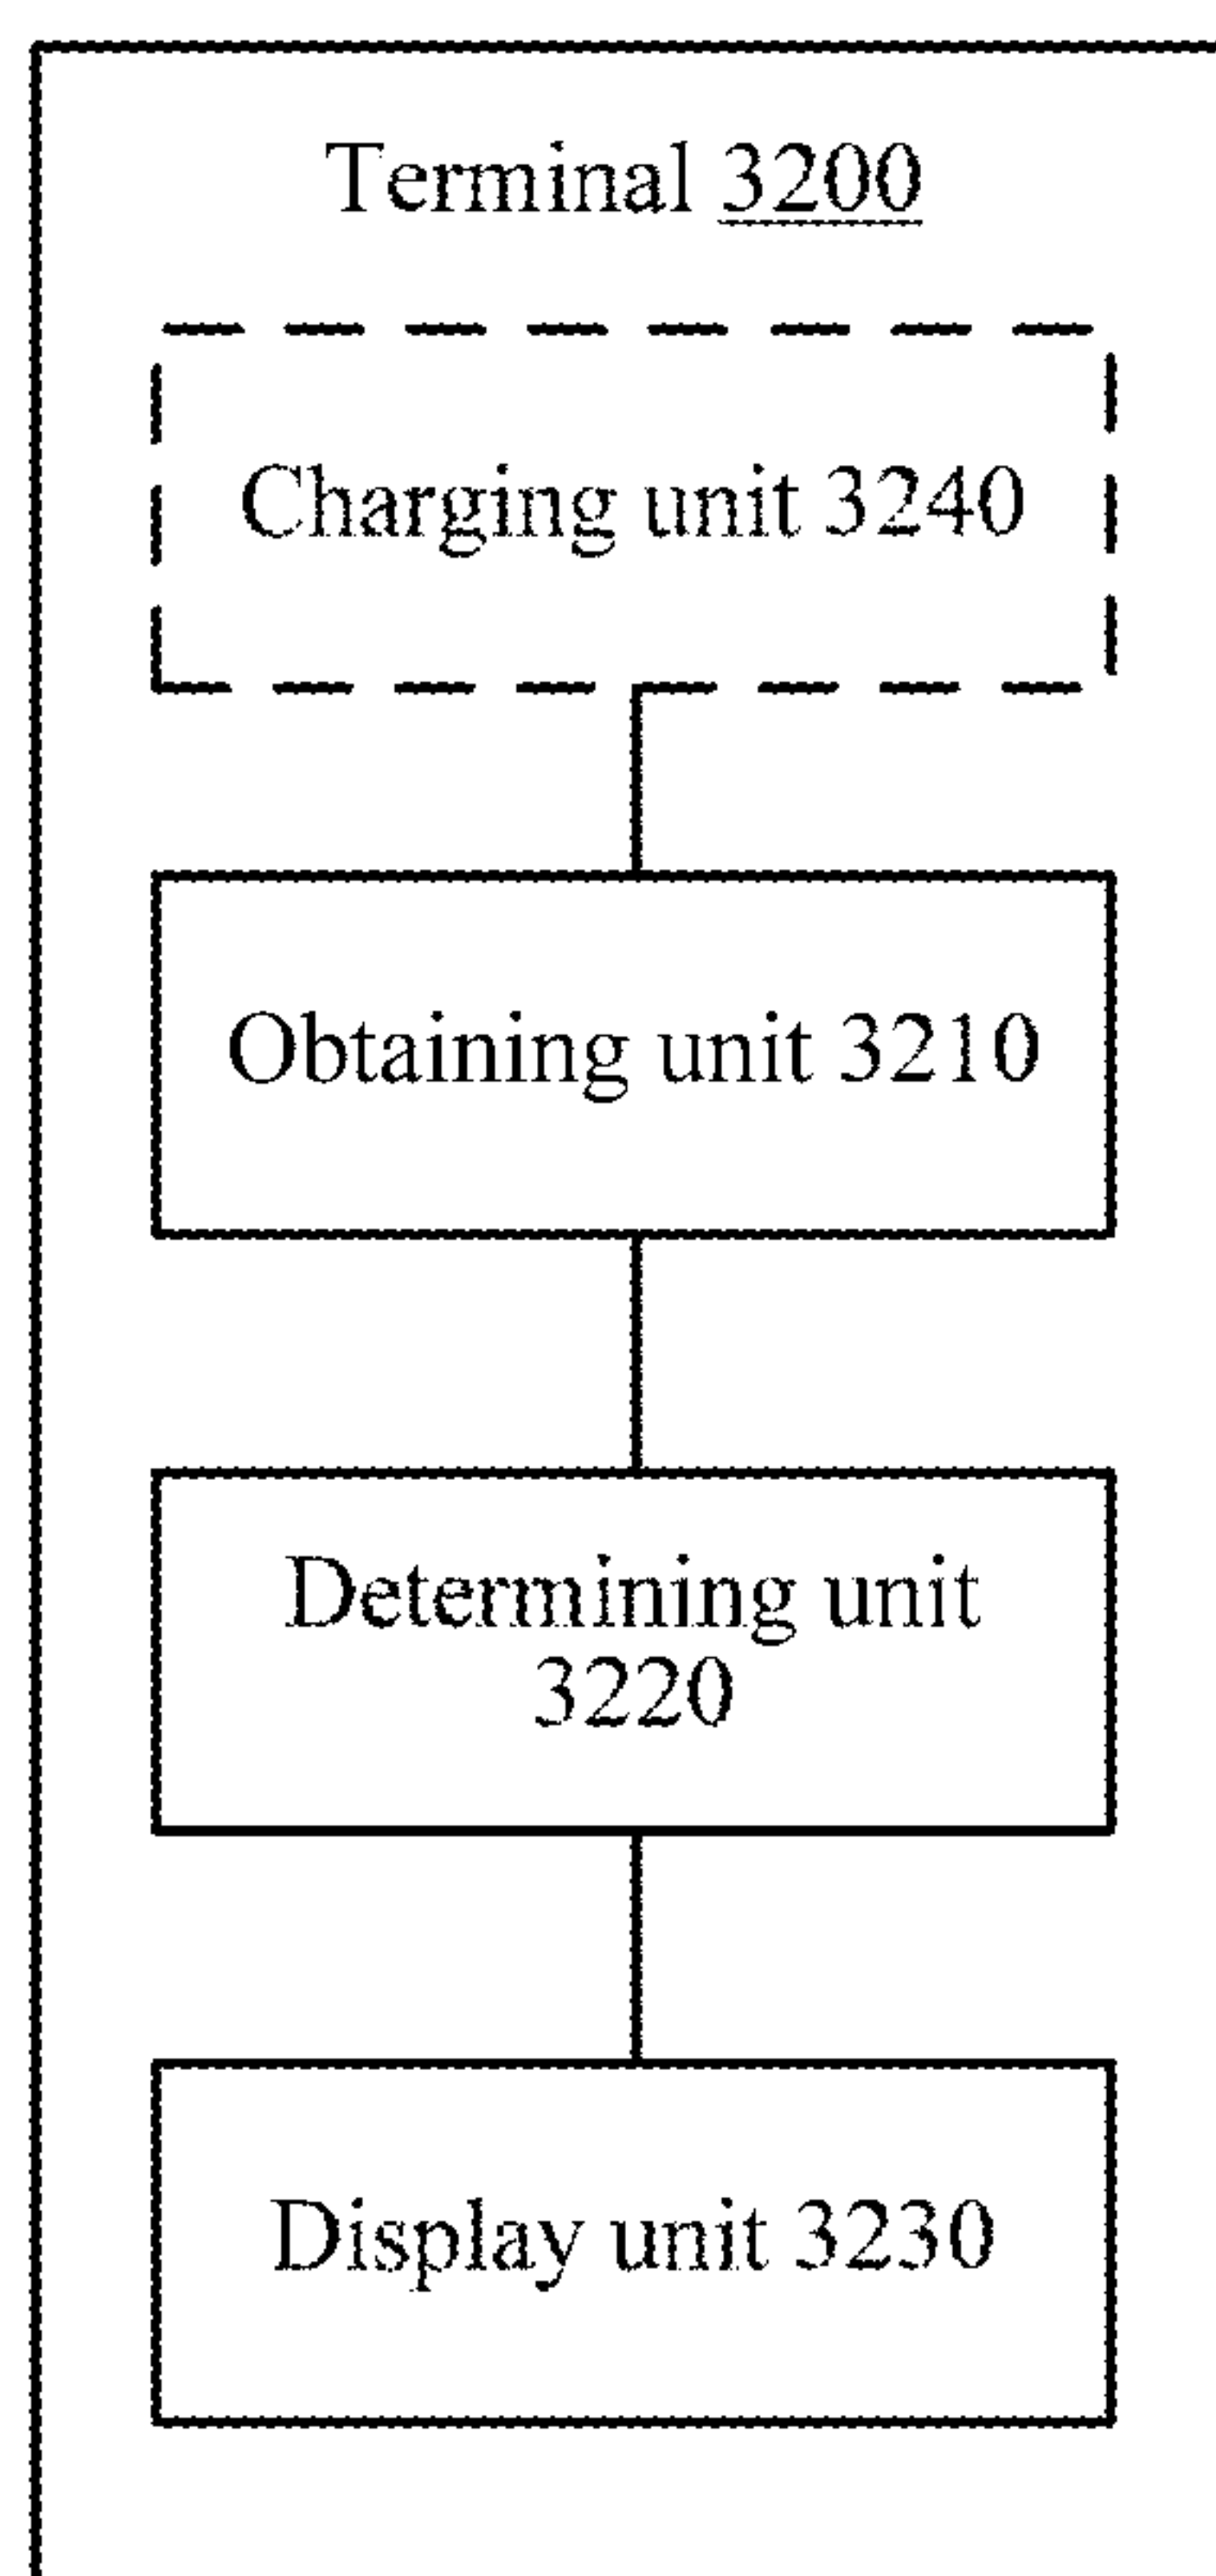 Terminal 3200
Charging unit 3240
Obtaining unit 3210
Determining unit
3220
Display unit 3230